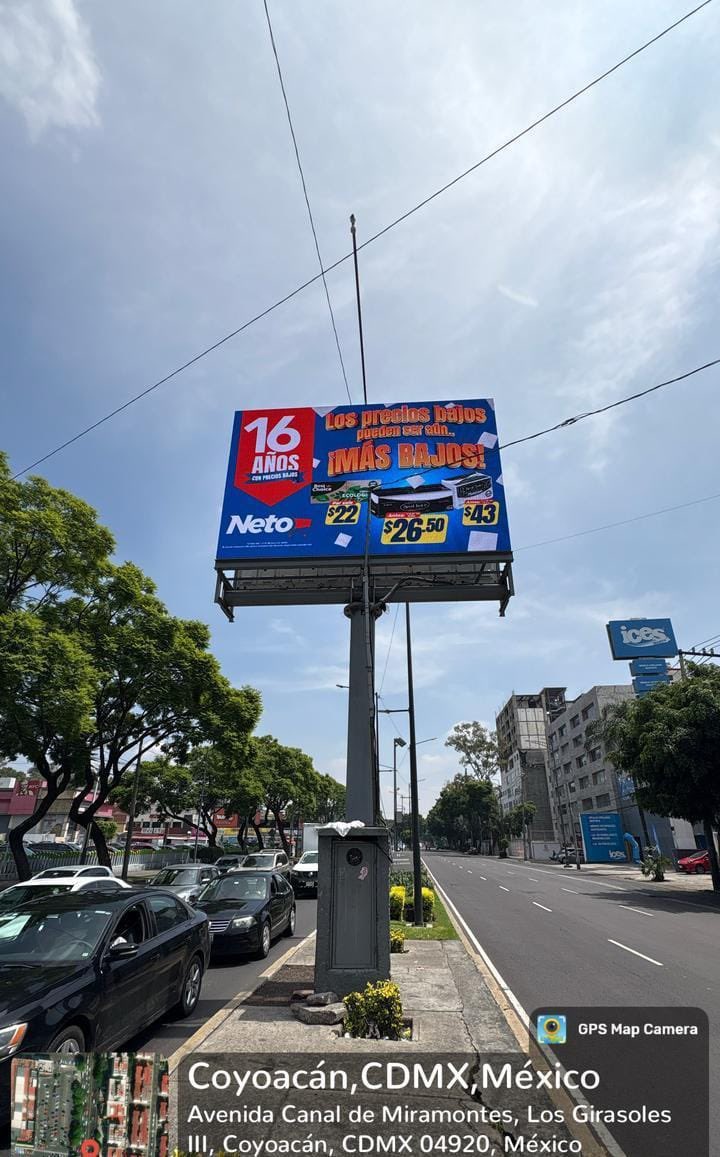 16
AÑOS
CON PRECIOS BAJOS
Los precios bajos
pueden ser aún..
¡MÁS BAJOS!
$22
$26.50
$43
Neto
ices
ices
GPS Map Camera
Coyoacán,CDMX,México
Avenida Canal de Miramontes, Los Girasoles
III, Coyoacán, CDMX 04920, México